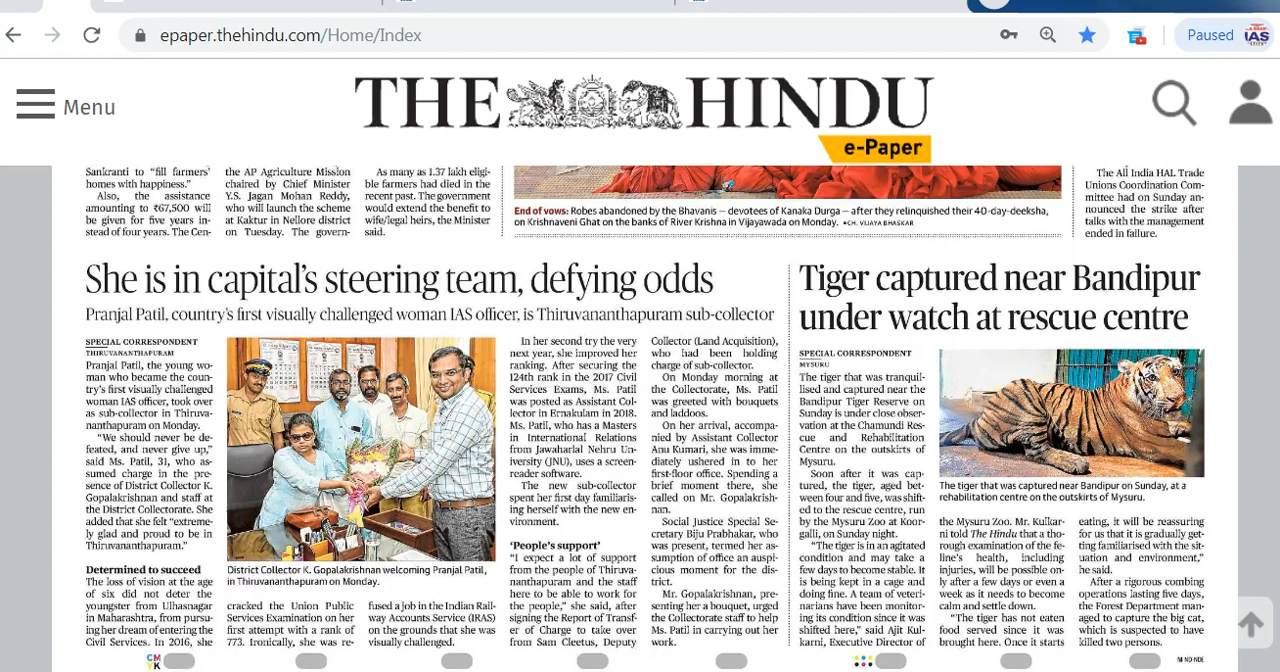 epaper.thehindu.com/Home/Index
Paused
IAS
Menu
THE HINDU
e-Paper
Sankranti to “fill farmers’
homes with happiness.”
Also, the assistance
amounting to ₹67,500 will
be given for five years in-
stead of four years. The Cen-
the AP Agriculture Mission
chaired by Chief Minister
Y.S. Jagan Mohan Reddy,
who will launch the scheme
at Kaktur in Nellore district
on Tuesday. The govern-
As many as 1.37 lakh eligi-
ble farmers had died in the
recent past. The government
would extend the benefit to
wife/legal heirs, the Minister
said.
End of vows: Robes abandoned by the Bhavanis — devotees of Kanaka Durga — after they relinquished their 40-day-deeksha,
on Krishnaveni Ghat on the banks of River Krishna in Vijayawada on Monday. •CH. VIJAYA BHASKAR
The All India HAL Trade
Unions Coordination Com-
mittee had on Sunday an-
nounced the strike after
talks with the management
ended in failure.
She is in capital’s steering team, defying odds
Pranjal Patil, country’s first visually challenged woman IAS officer, is Thiruvananthapuram sub-collector
SPECIAL CORRESPONDENT
THIRUVANANTHAPURAM
Pranjal Patil, the young wo-
man who became the coun-
try’s first visually challenged
woman IAS officer, took over
as sub-collector in Thiruva-
nanthapuram on Monday.
“We should never be de-
feated, and never give up,”
said Ms. Patil, 31, who as-
sumed charge in the pre-
sence of District Collector K.
Gopalakrishnan and staff at
the District Collectorate. She
added that she felt “extreme-
ly glad and proud to be in
Thiruvananthapuram.”
Determined to succeed
The loss of vision at the age
of six did not deter the
youngster from Ulhasnagar
in Maharashtra, from pursu-
ing her dream of entering the
Civil Services. In 2016, she
District Collector K. Gopalakrishnan welcoming Pranjal Patil,
in Thiruvananthapuram on Monday.
cracked the Union Public
Services Examination on her
first attempt with a rank of
773. Ironically, she was re-
fused a job in the Indian Rail-
way Accounts Service (IRAS)
on the grounds that she was
visually challenged.
In her second try the very
next year, she improved her
ranking. After securing the
124th rank in the 2017 Civil
Services Exams, Ms. Patil
was posted as Assistant Col-
lector in Ernakulam in 2018.
Ms. Patil, who has a Masters
in International Relations
from Jawaharlal Nehru Un-
iversity (JNU), uses a screen-
reader software.
The new sub-collector
spent her first day familiaris-
ing herself with the new en-
vironment.
‘People’s support’
“I expect a lot of support
from the people of Thiruva-
nanthapuram and the staff
here to be able to work for
the people,” she said, after
signing the Report of Transf-
er of Charge to take over
from Sam Cleetus, Deputy
Collector (Land Acquisition),
who had been holding
charge of sub-collector.
On Monday morning at
the Collectorate, Ms. Patil
was greeted with bouquets
and laddoos.
On her arrival, accompa-
nied by Assistant Collector
Anu Kumari, she was imme-
diately ushered in to her
first-floor office. Spending a
brief moment there, she
called on Mr. Gopalakrish-
nan.
Social Justice Special Se-
cretary Biju Prabhakar, who
was present, termed her as-
sumption of office an auspi-
cious moment for the dis-
trict.
Mr. Gopalakrishnan, pre-
senting her a bouquet, urged
the Collectorate staff to help
Ms. Patil in carrying out her
work.
Tiger captured near Bandipur
under watch at rescue centre
SPECIAL CORRESPONDENT
MYSURU
The tiger that was tranquil-
lised and captured near the
Bandipur Tiger Reserve on
Sunday is under close obser-
vation at the Chamundi Res-
cue and Rehabilitation
Centre on the outskirts of
Mysuru.
Soon after it was cap-
tured, the tiger, aged bet-
ween four and five, was shift-
ed to the rescue centre, run
by the Mysuru Zoo at Koor-
galli, on Sunday night.
“The tiger is in an agitated
condition and may take a
few days to become stable. It
is being kept in a cage and
doing fine. A team of veteri-
narians have been monitor-
ing its condition since it was
shifted here,” said Ajit Kul-
karni, Executive Director of
The tiger that was captured near Bandipur on Sunday, at a
rehabilitation centre on the outskirts of Mysuru.
the Mysuru Zoo. Mr. Kulkar-
ni told The Hindu that a tho-
rough examination of the fe-
line’s health, including
injuries, will be possible on-
ly after a few days or even a
week as it needs to become
calm and settle down.
“The tiger has not eaten
food served since it was
brought here. Once it starts
eating, it will be reassuring
for us that it is gradually get-
ting familiarised with the sit-
uation and environment,”
he said.
After a rigorous combing
operations lasting five days,
the Forest Department man-
aged to capture the big cat,
which is suspected to have
killed two persons.
CM
YK
M ND NDE